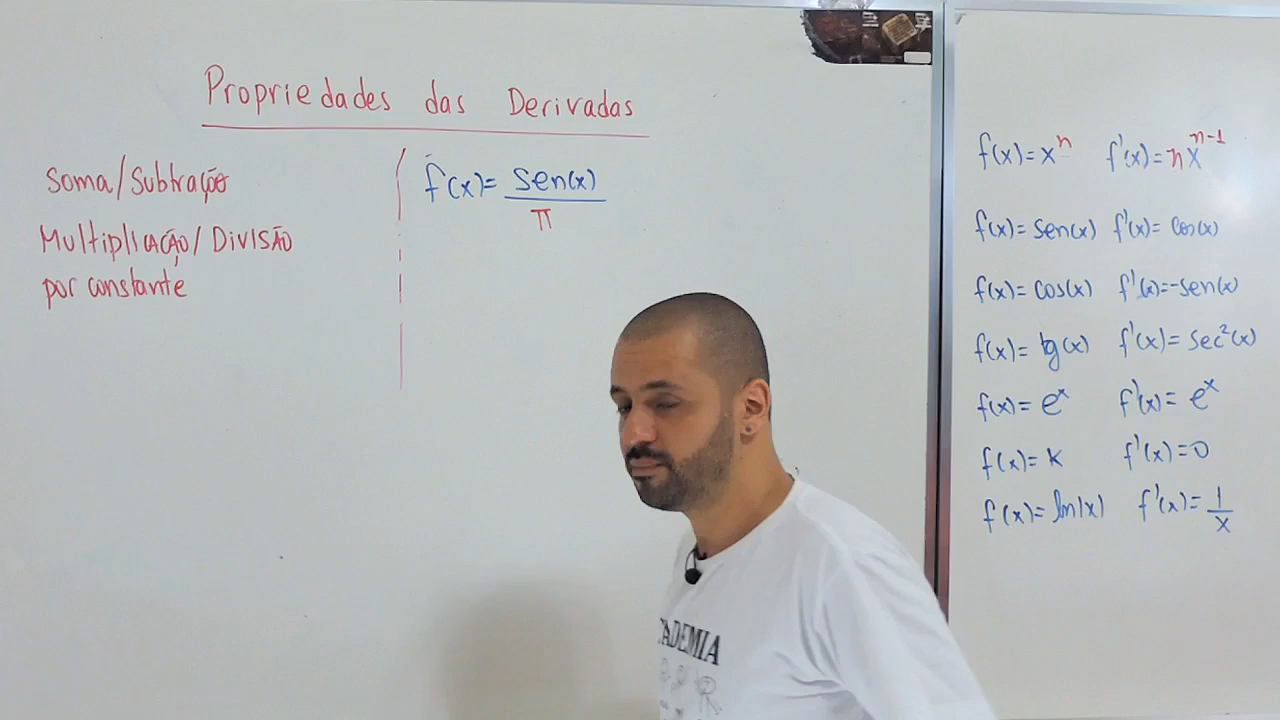 Propriedades das Derivadas
Soma/Subtração
Multiplicação/Divisão
por constante
f(x)= sen(x)
π
f(x)=x^n f'(x)=nx^n-1
f(x)=sen(x) f'(x)=cos(x)
f(x)=cos(x) f'(x)=-sen(x)
f(x)=tg(x) f'(x)=sec²(x)
f(x)=e^x f'(x)=e^x
f(x)=K f'(x)=0
f(x)=ln(x) f'(x)=1/x
ADEMIA